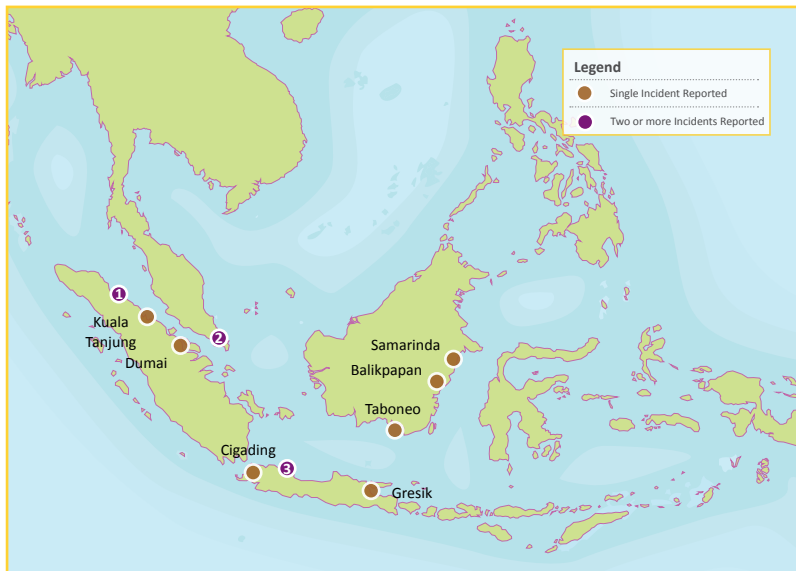 Legend
Single Incident Reported
Two or more Incidents Reported
1
Kuala
Tanjung
2
Dumai
Samarinda
Balikpapan
Taboneo
Cigading
3
Gresik